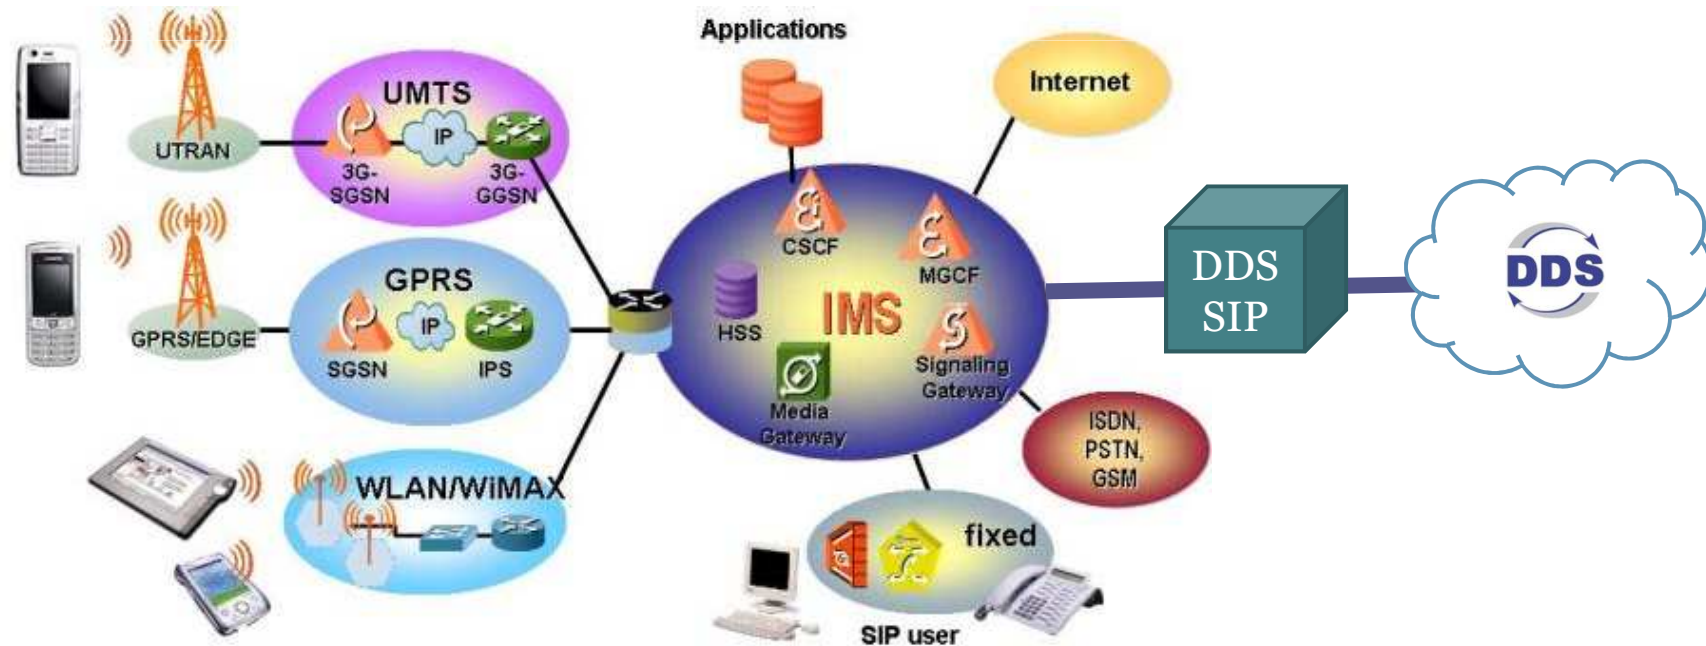 Applications
Internet
UMTS
IP
UTRAN
3G-
SGSN
3G-
GGSN
GPRS
IP
GPRS/EDGE
SGSN
IPS
WLAN/WiMAX
CSCF
MGCF
HSS
IMS
Signaling
Gateway
Media
Gateway
DDS
SIP
DDS
ISDN,
PSTN,
GSM
fixed
SIP user